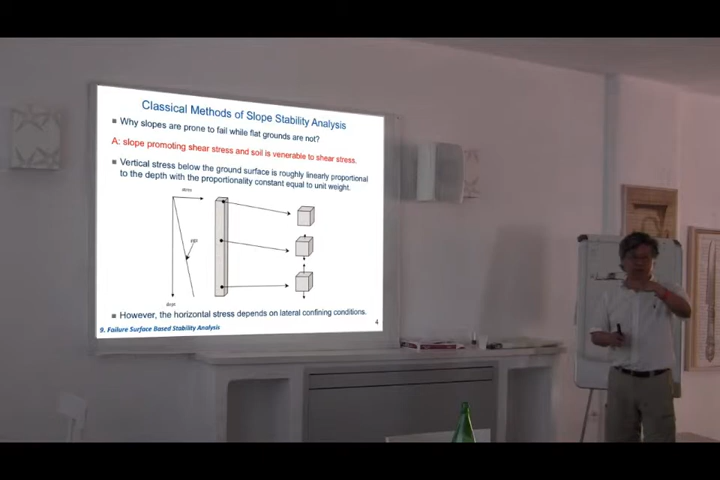 Classical Methods of Slope Stability Analysis
Why slopes are prone to fail while flat grounds are not?
A: slope promoting shear stress and soil is venerable to shear stress.
Vertical stress below the ground surface is roughly linearly proportional
to the depth with the proportionality constant equal to unit weight.
However, the horizontal stress depends on lateral confining conditions.
9. Failure Surface Based Stability Analysis
4